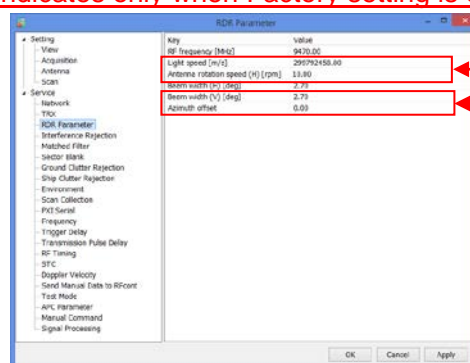 ndicates only when Factory setting is
RDR Parameter
Setting
View
Acquisition
Antenna
Scan
Service
Network
TRX
RDR Parameter
Interference Rejection
Matched Filter
Sector Blank
Ground Clutter Rejection
Ship Clutter Rejection
Environment
Scan Collection
PXI Serial
Frequency
Trigger Delay
Transmission Pulse Delay
RF Timing
STC
Doppler Velocity
Send Manual Data to RFcont
Test Mode
APC Parameter
Manual Command
Signal Processing
Key Value
RF frequency [MHz] 9470.00
Light speed [m/s] 299792458.00
Antenna rotation speed (H) [rpm] 10.00
Beam width (H) [deg] 2.70
Beam width (V) [deg] 2.70
Azimuth offset 0.00
OK Cancel Apply